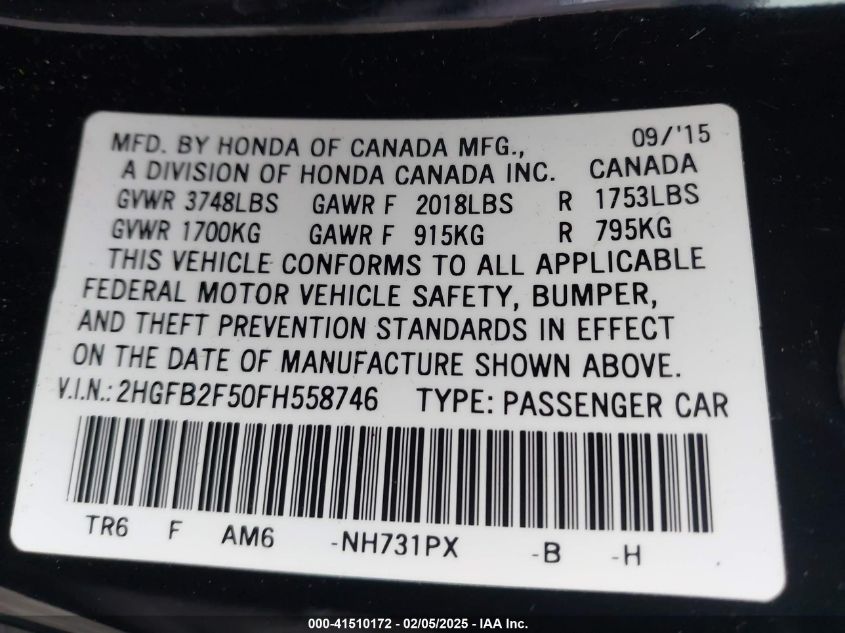 MFD. BY HONDA OF CANADA MFG., 09/'15
A DIVISION OF HONDA CANADA INC. CANADA
GVWR 3748LBS GAWR F 2018LBS R 1753LBS
GVWR 1700KG GAWR F 915KG R 795KG
THIS VEHICLE CONFORMS TO ALL APPLICABLE
FEDERAL MOTOR VEHICLE SAFETY, BUMPER,
AND THEFT PREVENTION STANDARDS IN EFFECT
ON THE DATE OF MANUFACTURE SHOWN ABOVE.
V.I.N.: 2HGFB2F50FH558746 TYPE: PASSENGER CAR
TR6 F AM6 -NH731PX -B -H
000-41510172 - 02/05/2025 - IAA Inc.